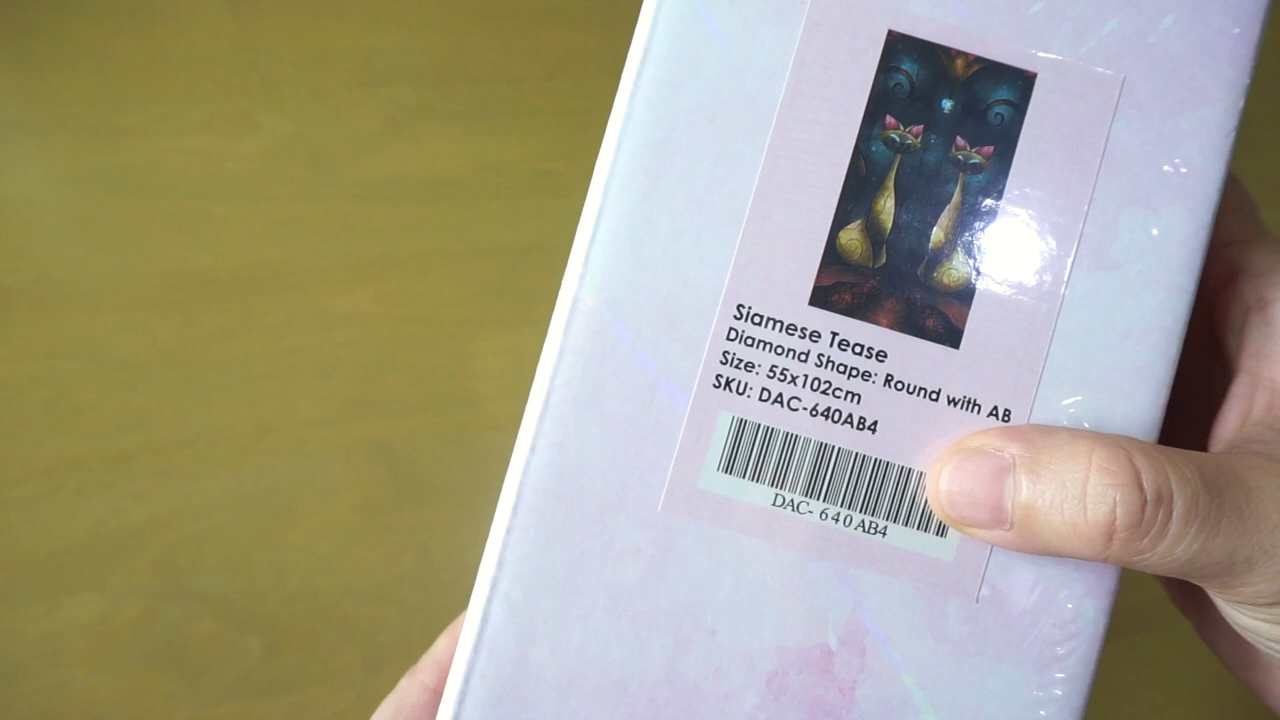 Siamese Tease
Diamond Shape: Round with AB
Size: 55x102cm
SKU: DAC-640AB4
DAC- 640AB4